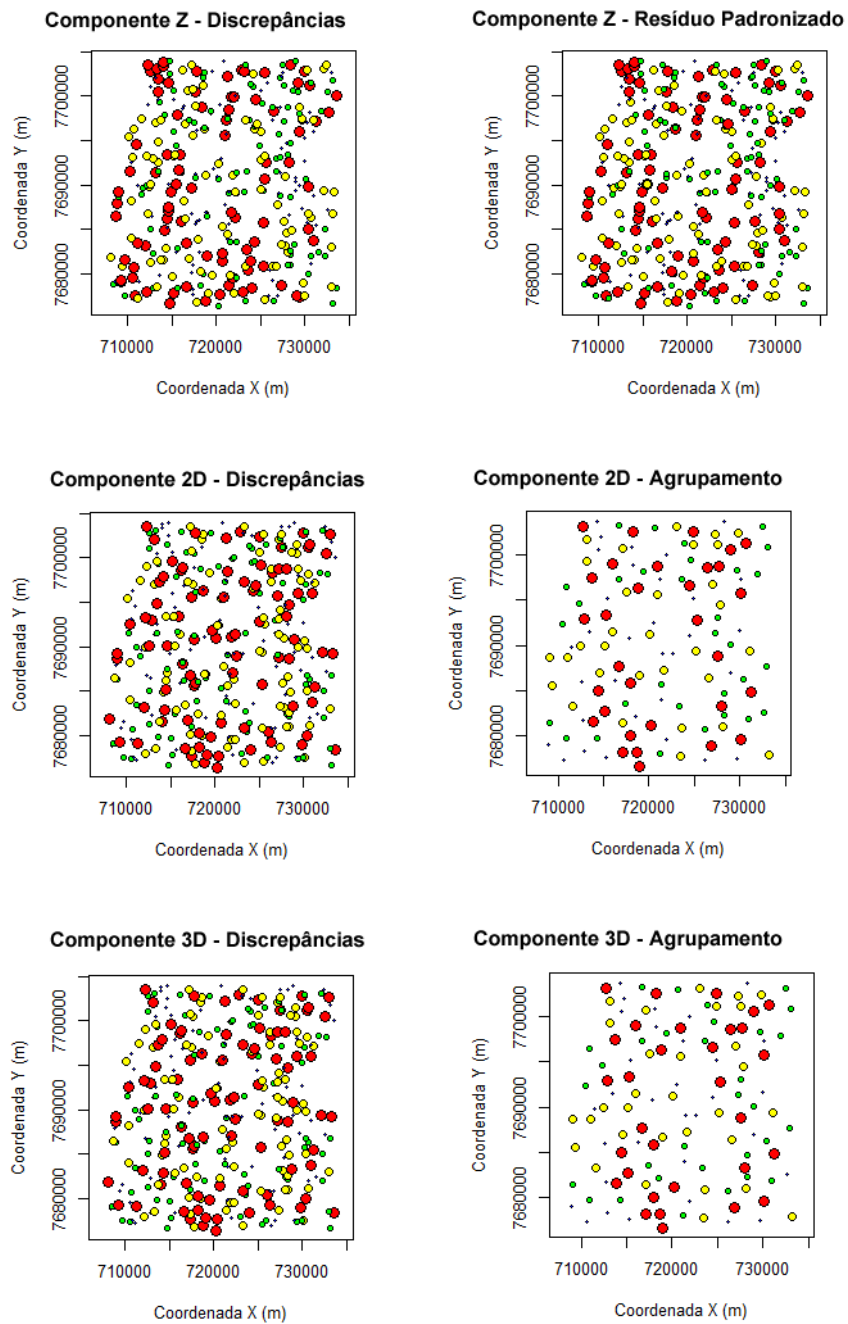 Componente Z - Discrepâncias
Componente Z - Resíduo Padronizado
Coordenada Y (m)
7680000 7690000 7700000
710000 720000 730000
Coordenada X (m)
Coordenada Y (m)
7680000 7690000 7700000
710000 720000 730000
Coordenada X (m)
Componente 2D - Discrepâncias
Componente 2D - Agrupamento
Coordenada Y (m)
7680000 7690000 7700000
710000 720000 730000
Coordenada X (m)
Coordenada Y (m)
7680000 7690000 7700000
710000 720000 730000
Coordenada X (m)
Componente 3D - Discrepâncias
Componente 3D - Agrupamento
Coordenada Y (m)
7680000 7690000 7700000
710000 720000 730000
Coordenada X (m)
Coordenada Y (m)
7680000 7690000 7700000
710000 720000 730000
Coordenada X (m)